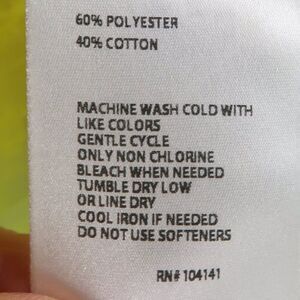 60% POLYESTER
40% COTTON
MACHINE WASH COLD WITH
LIKE COLORS
GENTLE CYCLE
ONLY NON CHLORINE
BLEACH WHEN NEEDED
TUMBLE DRY LOW
OR LINE DRY
COOL IRON IF NEEDED
DO NOT USE SOFTENERS
RN# 104141